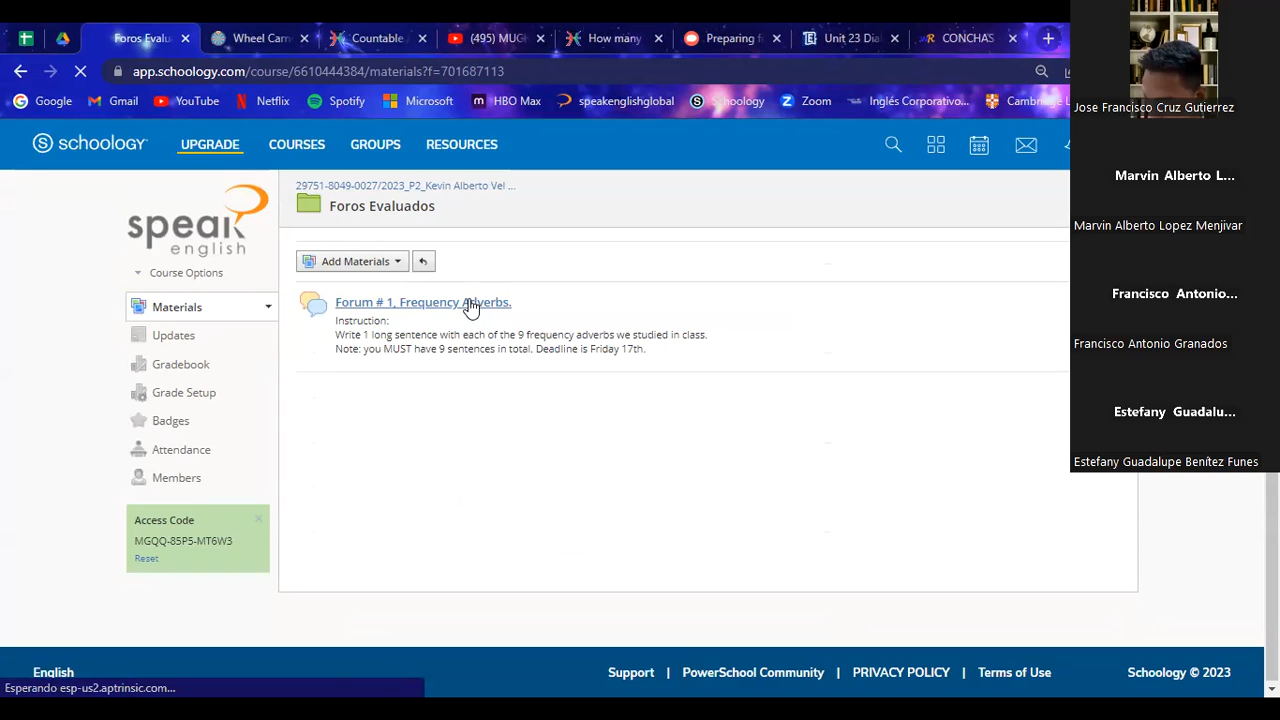 Foros Evalu
Wheel Car
Countable
(495) MUG
How many
Preparing f
Unit 23 Dia
CONCHA'S
app.schoology.com/course/6610444384/materials?f=701687113
Google
Gmail
YouTube
Netflix
Spotify
Microsoft
HBO Max
speakenglishglobal
Schoology
Zoom
Inglés Corporativo...
Cambridge L
schoology
UPGRADE
COURSES
GROUPS
RESOURCES
29751-8049-0027/2023_P2_Kevin Alberto Vel ...
Foros Evaluados
speak
english
Course Options
Add Materials
Materials
Updates
Gradebook
Grade Setup
Badges
Attendance
Members
Forum # 1, Frequency Adverbs.
Instruction:
Write 1 long sentence with each of the 9 frequency adverbs we studied in class.
Note: you MUST have 9 sentences in total. Deadline is Friday 17th.
Access Code
MGQQ-85P5-MT6W3
Reset
Jose Francisco Cruz Gutierrez
Marvin Alberto L...
Marvin Alberto Lopez Menjivar
Francisco Antonio...
Francisco Antonio Granados
Estefany Guadalu...
Estefany Guadalupe Benítez Funes
English
Support | PowerSchool Community | PRIVACY POLICY | Terms of Use
Schoology © 2023
Esperando esp-us2.aptrinsic.com...